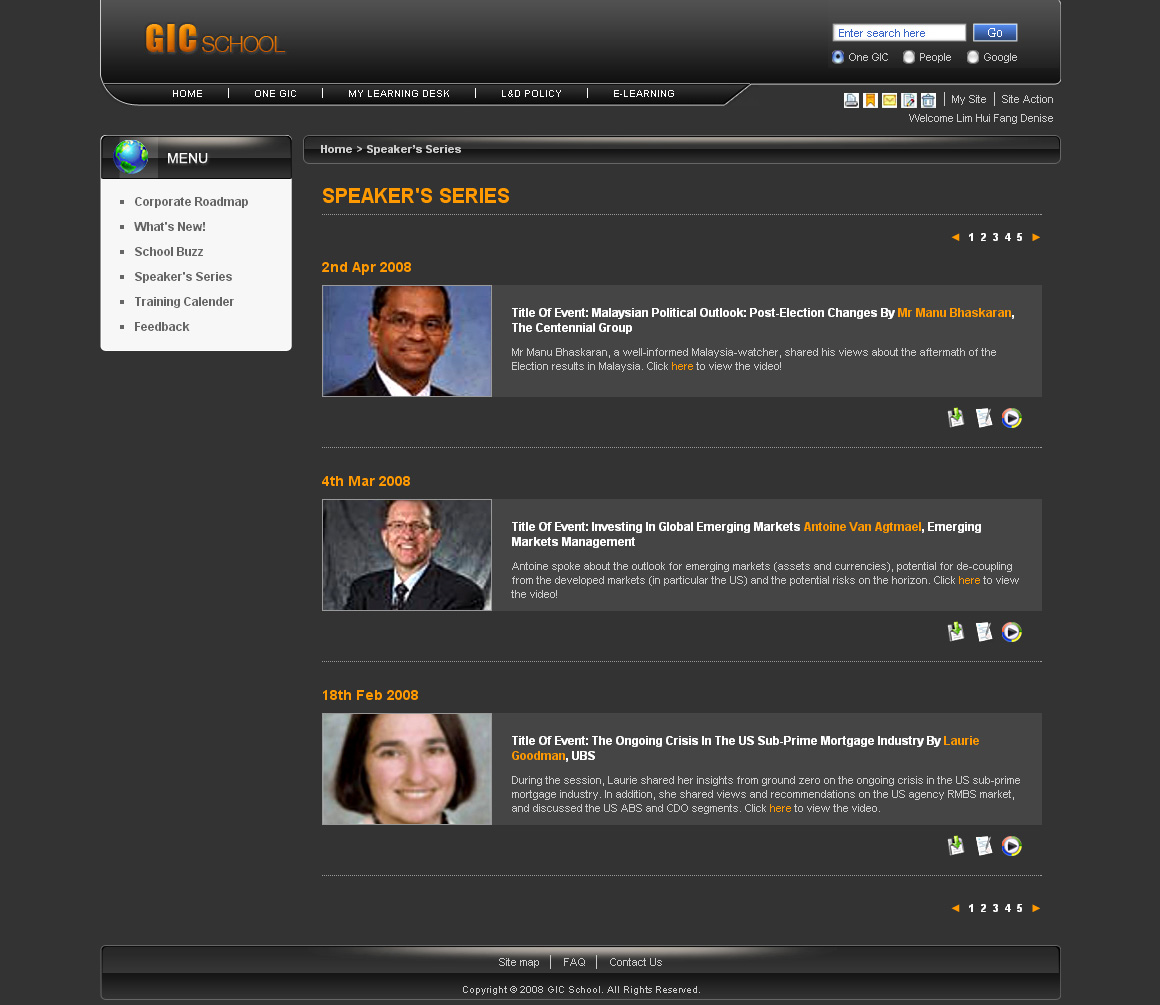 GIC SCHOOL
Enter search here
Go
One GIC
People
Google
HOME
ONE GIC
MY LEARNING DESK
L&D POLICY
E-LEARNING
My Site
Site Action
Welcome Lim Hui Fang Denise
MENU
Corporate Roadmap
What's New!
School Buzz
Speaker's Series
Training Calender
Feedback
Home > Speaker's Series
SPEAKER'S SERIES
1 2 3 4 5
2nd Apr 2008
Title Of Event: Malaysian Political Outlook: Post-Election Changes By Mr Manu Bhaskaran,
The Centennial Group
Mr Manu Bhaskaran, a well-informed Malaysia-watcher, shared his views about the aftermath of the
Election results in Malaysia. Click here to view the video!
4th Mar 2008
Title Of Event: Investing In Global Emerging Markets Antoine Van Agtmael, Emerging
Markets Management
Antoine spoke about the outlook for emerging markets (assets and currencies), potential for de-coupling
from the developed markets (in particular the US) and the potential risks on the horizon. Click here to view
the video!
18th Feb 2008
Title Of Event: The Ongoing Crisis In The US Sub-Prime Mortgage Industry By Laurie
Goodman, UBS
During the session, Laurie shared her insights from ground zero on the ongoing crisis in the US sub-prime
mortgage industry. In addition, she shared views and recommendations on the US agency RMBS market,
and discussed the US ABS and CDO segments. Click here to view the video.
1 2 3 4 5
Site map
FAQ
Contact Us
Copyright © 2008 GIC School. All Rights Reserved.